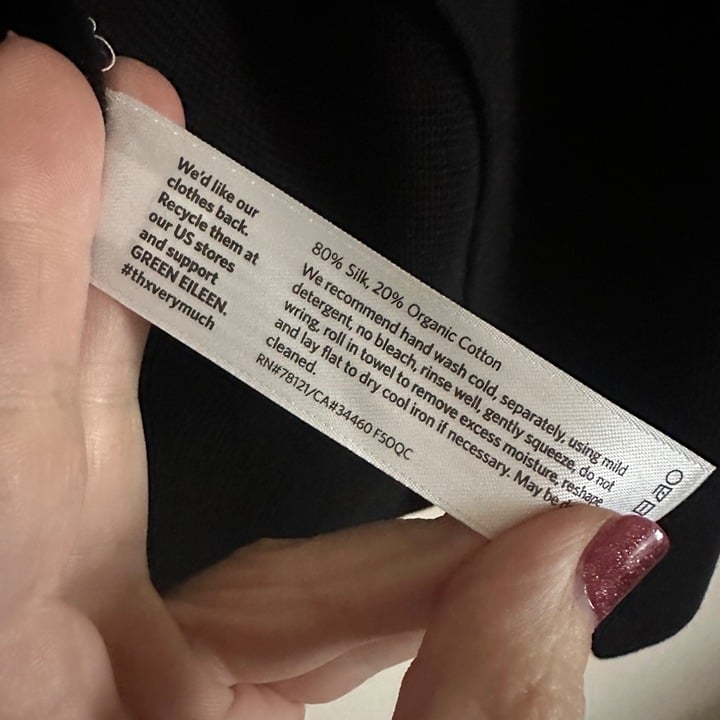 We'd like our
clothes back.
Recycle them at
our US stores
and support
GREEN EILEEN.
#thxverymuch
80% Silk, 20% Organic Cotton
We recommend hand wash cold, separately, using mild
detergent, no bleach, rinse well, gently squeeze, do not
wring, roll in towel to remove excess moisture, reshape
and lay flat to dry cool iron if necessary. May be
cleaned.
RN#78121/CA#34460 F5OQC